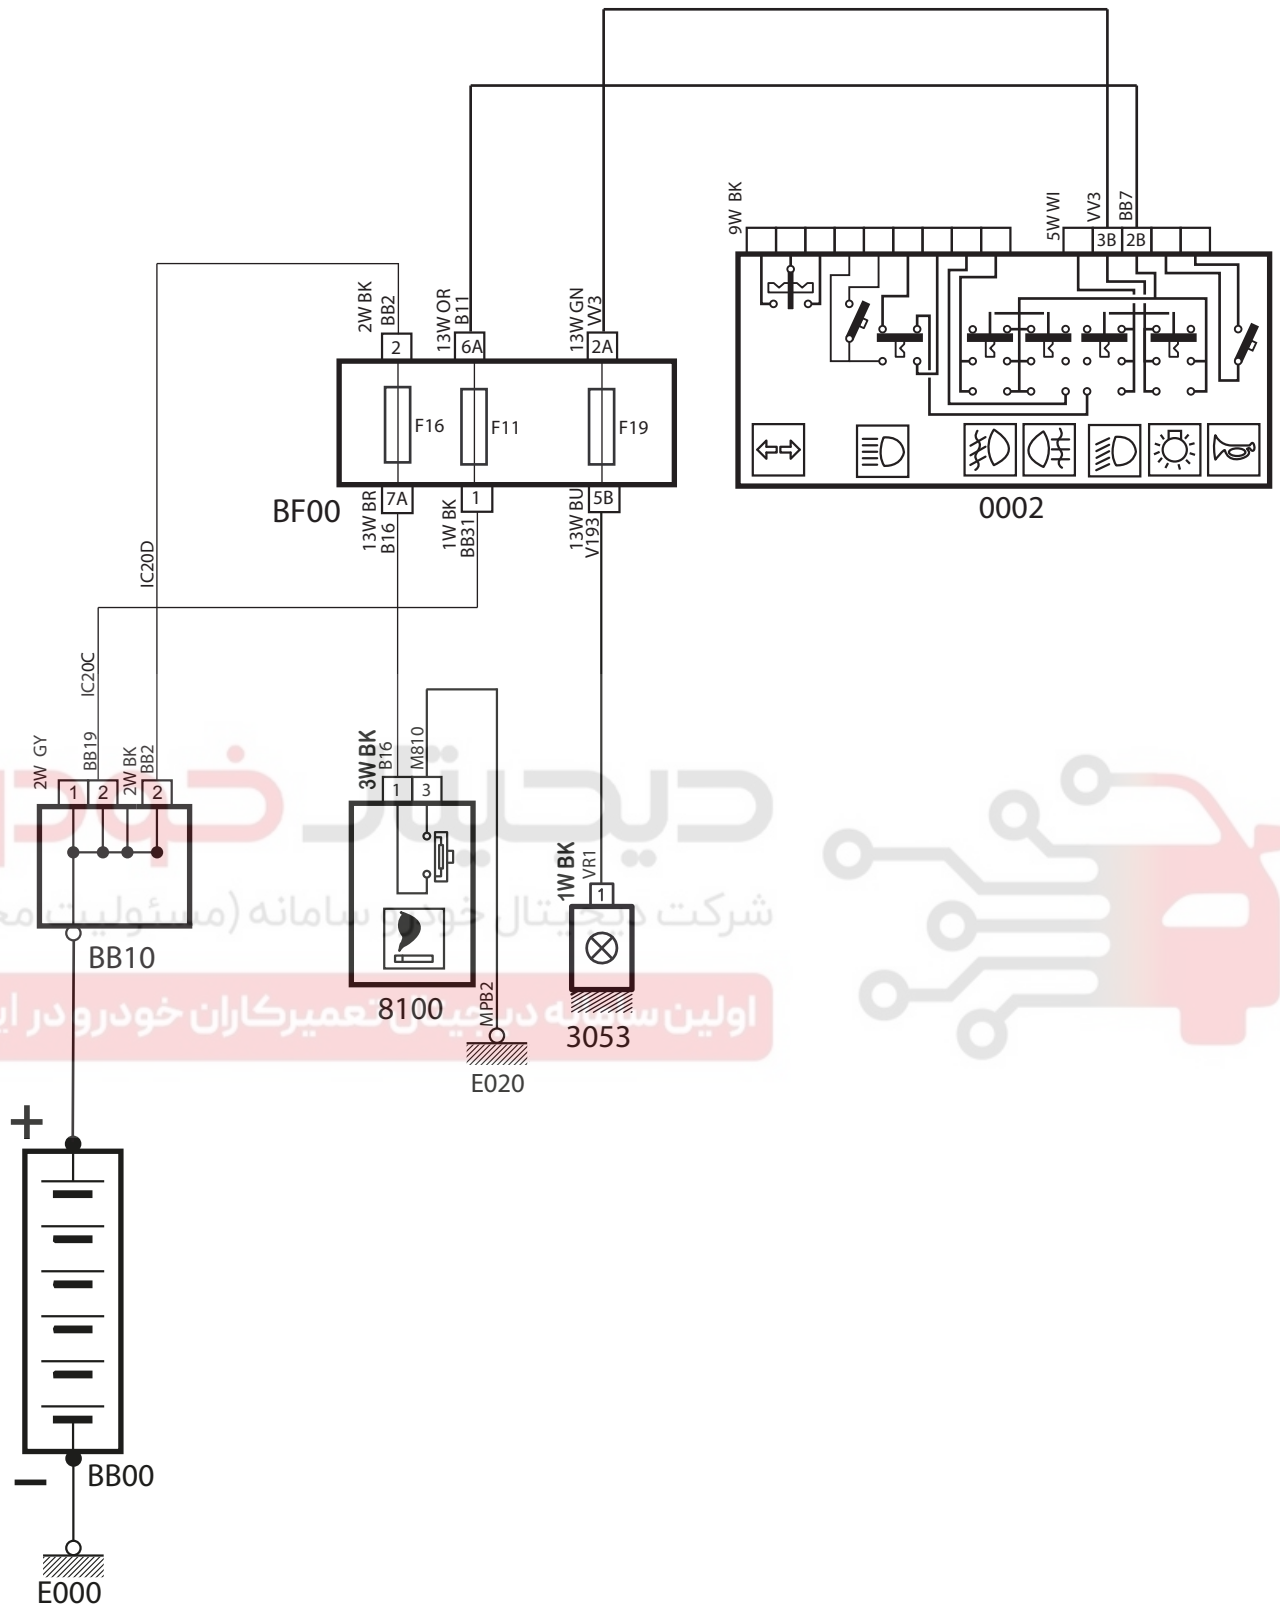 9W BK
5W WI
VV3
BB7
3B
2B
2W BK
BB2
13W OR
B11
13W GN
VV3
2
6A
2A
F16
F11
F19
0002
7A
1
5B
BF00
13W BR
B16
1W BK
BB31
13W BU
V193
IC20D
IC20C
2W GY
BB19
2W BK
BB2
3W BK
B16
M810
1
2
2
1
3
دیجیتال خودرو
1W BK
VR1
1
شرکت دیجیتال خودرو سامانه (مسئولیت مح
BB10
8100
MPB2
اولین سامانه دیجیتال تعمیرکاران خودرو در ایر
3053
E020
+
−
BB00
E000